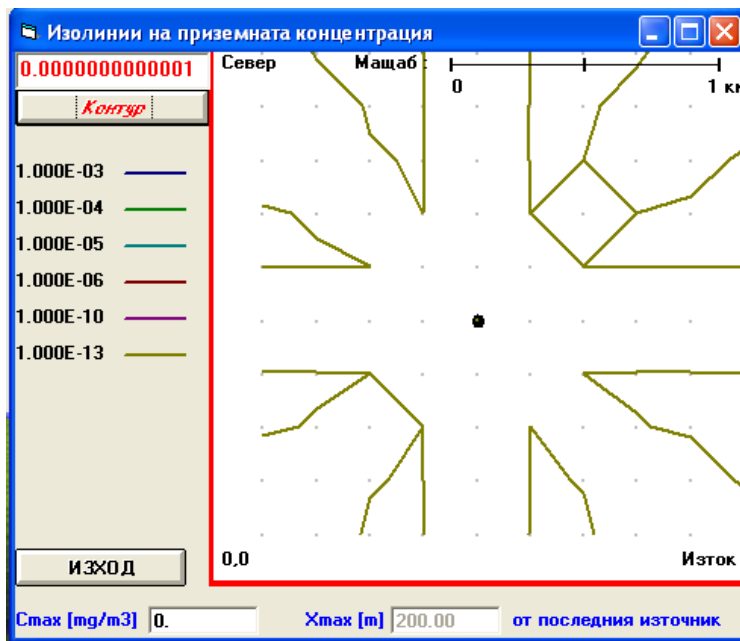 Изолинии на приземната концентрация
0.0000000000001
Север Мащаб :
0 1 км
Контур
1.000E-03
1.000E-04
1.000E-05
1.000E-06
1.000E-10
1.000E-13
0,0 Изток
ИЗХОД
Cmax [mg/m3] 0. Xmax [m] 200.00 от последния източник